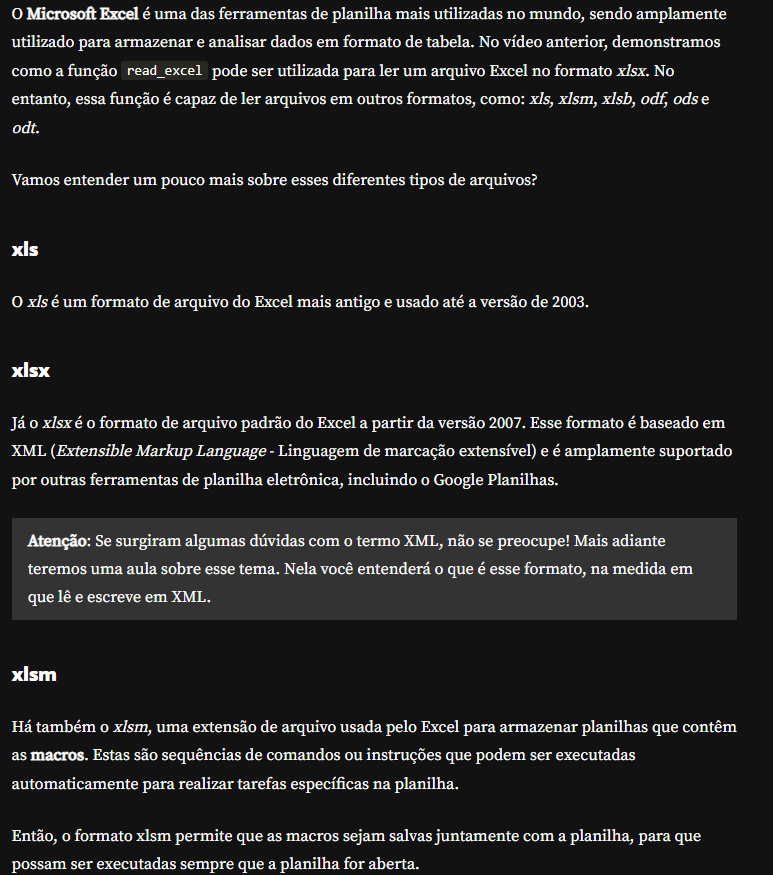 O Microsoft Excel é uma das ferramentas de planilha mais utilizadas no mundo, sendo amplamente
utilizado para armazenar e analisar dados em formato de tabela. No vídeo anterior, demonstramos
como a função read_excel pode ser utilizada para ler um arquivo Excel no formato xlsx. No
entanto, essa função é capaz de ler arquivos em outros formatos, como: xls, xlsm, xlsb, odf, ods e
odt.
Vamos entender um pouco mais sobre esses diferentes tipos de arquivos?
xls
O xls é um formato de arquivo do Excel mais antigo e usado até a versão de 2003.
xlsx
Já o xlsx é o formato de arquivo padrão do Excel a partir da versão 2007. Esse formato é baseado em
XML (Extensible Markup Language - Linguagem de marcação extensível) e é amplamente suportado
por outras ferramentas de planilha eletrônica, incluindo o Google Planilhas.
Atenção: Se surgiram algumas dúvidas com o termo XML, não se preocupe! Mais adiante
teremos uma aula sobre esse tema. Nela você entenderá o que é esse formato, na medida em
que lê e escreve em XML.
xlsm
Há também o xlsm, uma extensão de arquivo usada pelo Excel para armazenar planilhas que contêm
as macros. Estas são sequências de comandos ou instruções que podem ser executadas
automaticamente para realizar tarefas específicas na planilha.
Então, o formato xlsm permite que as macros sejam salvas juntamente com a planilha, para que
possam ser executadas sempre que a planilha for aberta.